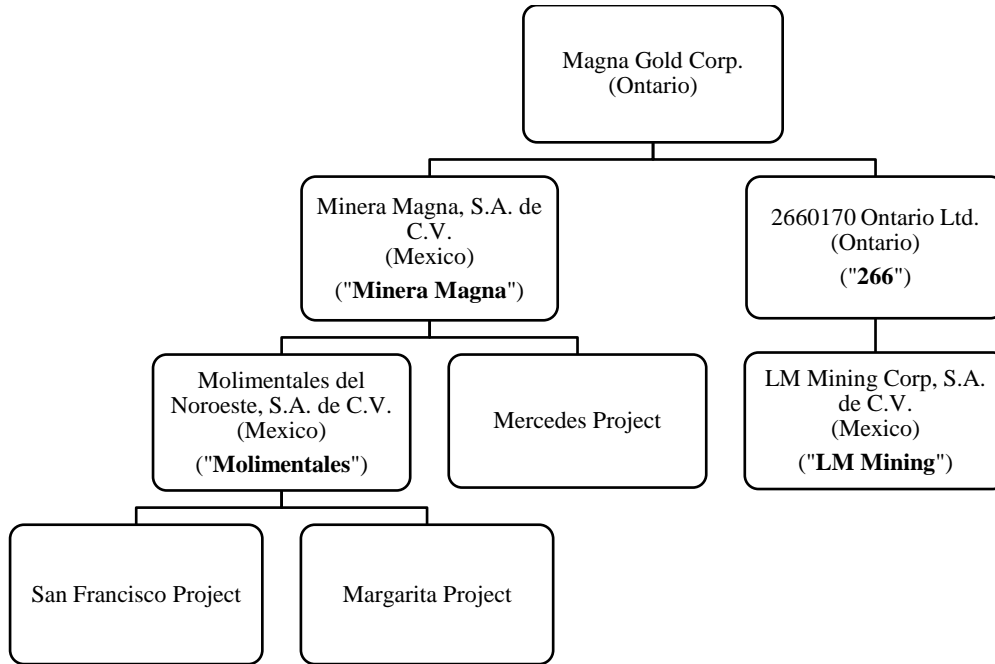 Magna Gold Corp.
(Ontario)
Minera Magna, S.A. de
C.V.
(Mexico)
("Minera Magna")
2660170 Ontario Ltd.
(Ontario)
("266")
Molimentales del
Noroeste, S.A. de C.V.
(Mexico)
("Molimentales")
Mercedes Project
LM Mining Corp, S.A.
de C.V.
(Mexico)
("LM Mining")
San Francisco Project
Margarita Project